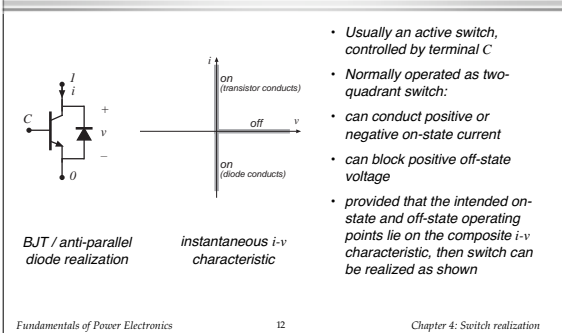 1
i
+
C
v
–
0
BJT / anti-parallel
diode realization
i
on
(transistor conducts)
off
v
on
(diode conducts)
instantaneous i-v
characteristic
• Usually an active switch,
controlled by terminal C
• Normally operated as two-
quadrant switch:
• can conduct positive or
negative on-state current
• can block positive off-state
voltage
• provided that the intended on-
state and off-state operating
points lie on the composite i-v
characteristic, then switch can
be realized as shown
Fundamentals of Power Electronics
12
Chapter 4: Switch realization